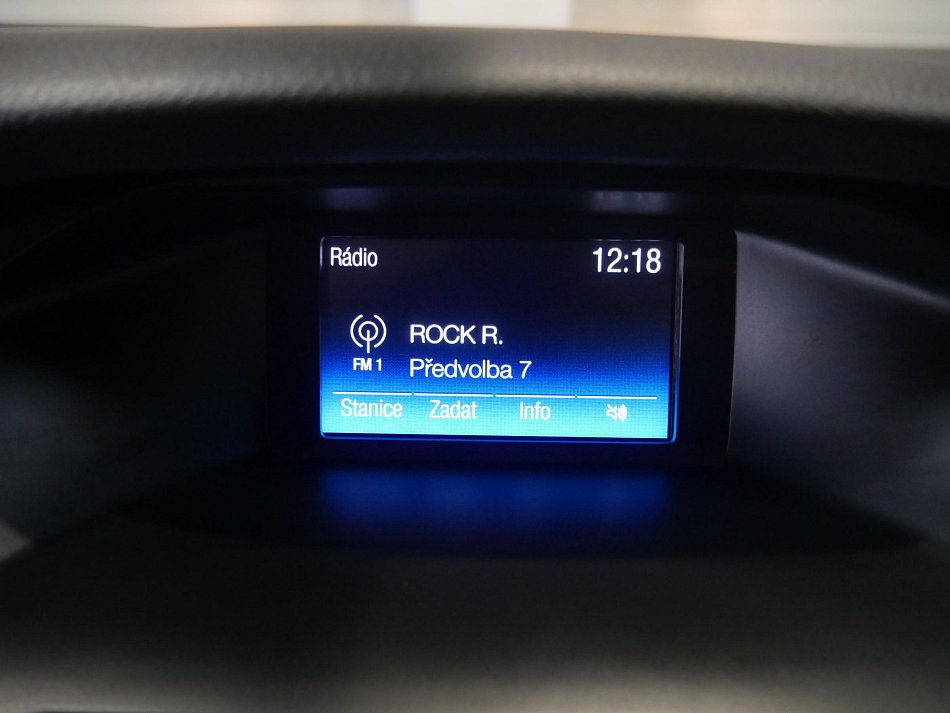 Rádio 12:18
ROCK R.
FM 1 Předvolba 7
Stanice Zadat Info